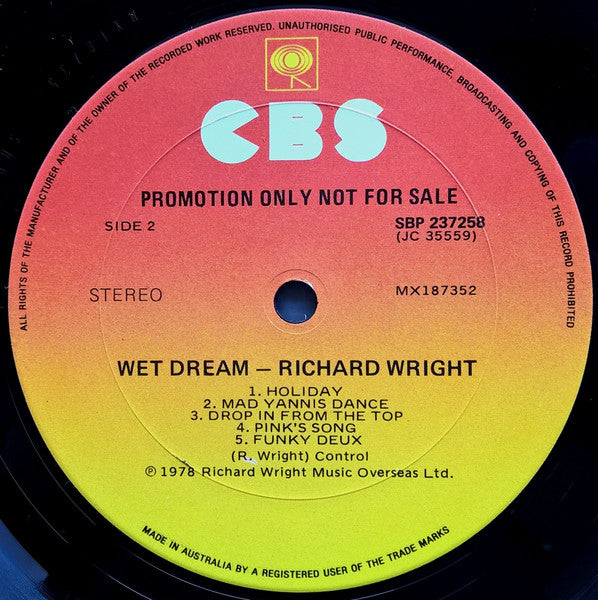 ALL RIGHTS OF THE MANUFACTURER AND OF THE OWNER OF THE RECORDED WORK RESERVED. UNAUTHORISED PUBLIC PERFORMANCE, BROADCASTING AND COPYING OF THIS RECORD PROHIBITED
CBS
PROMOTION ONLY NOT FOR SALE
SIDE 2
SBP 237258
(JC 35559)
STEREO
MX187352
WET DREAM — RICHARD WRIGHT
1. HOLIDAY
2. MAD YANNIS DANCE
3. DROP IN FROM THE TOP
4. PINK'S SONG
5. FUNKY DEUX
(R. Wright) Control
℗ 1978 Richard Wright Music Overseas Ltd.
MADE IN AUSTRALIA BY A REGISTERED USER OF THE TRADE MARKS